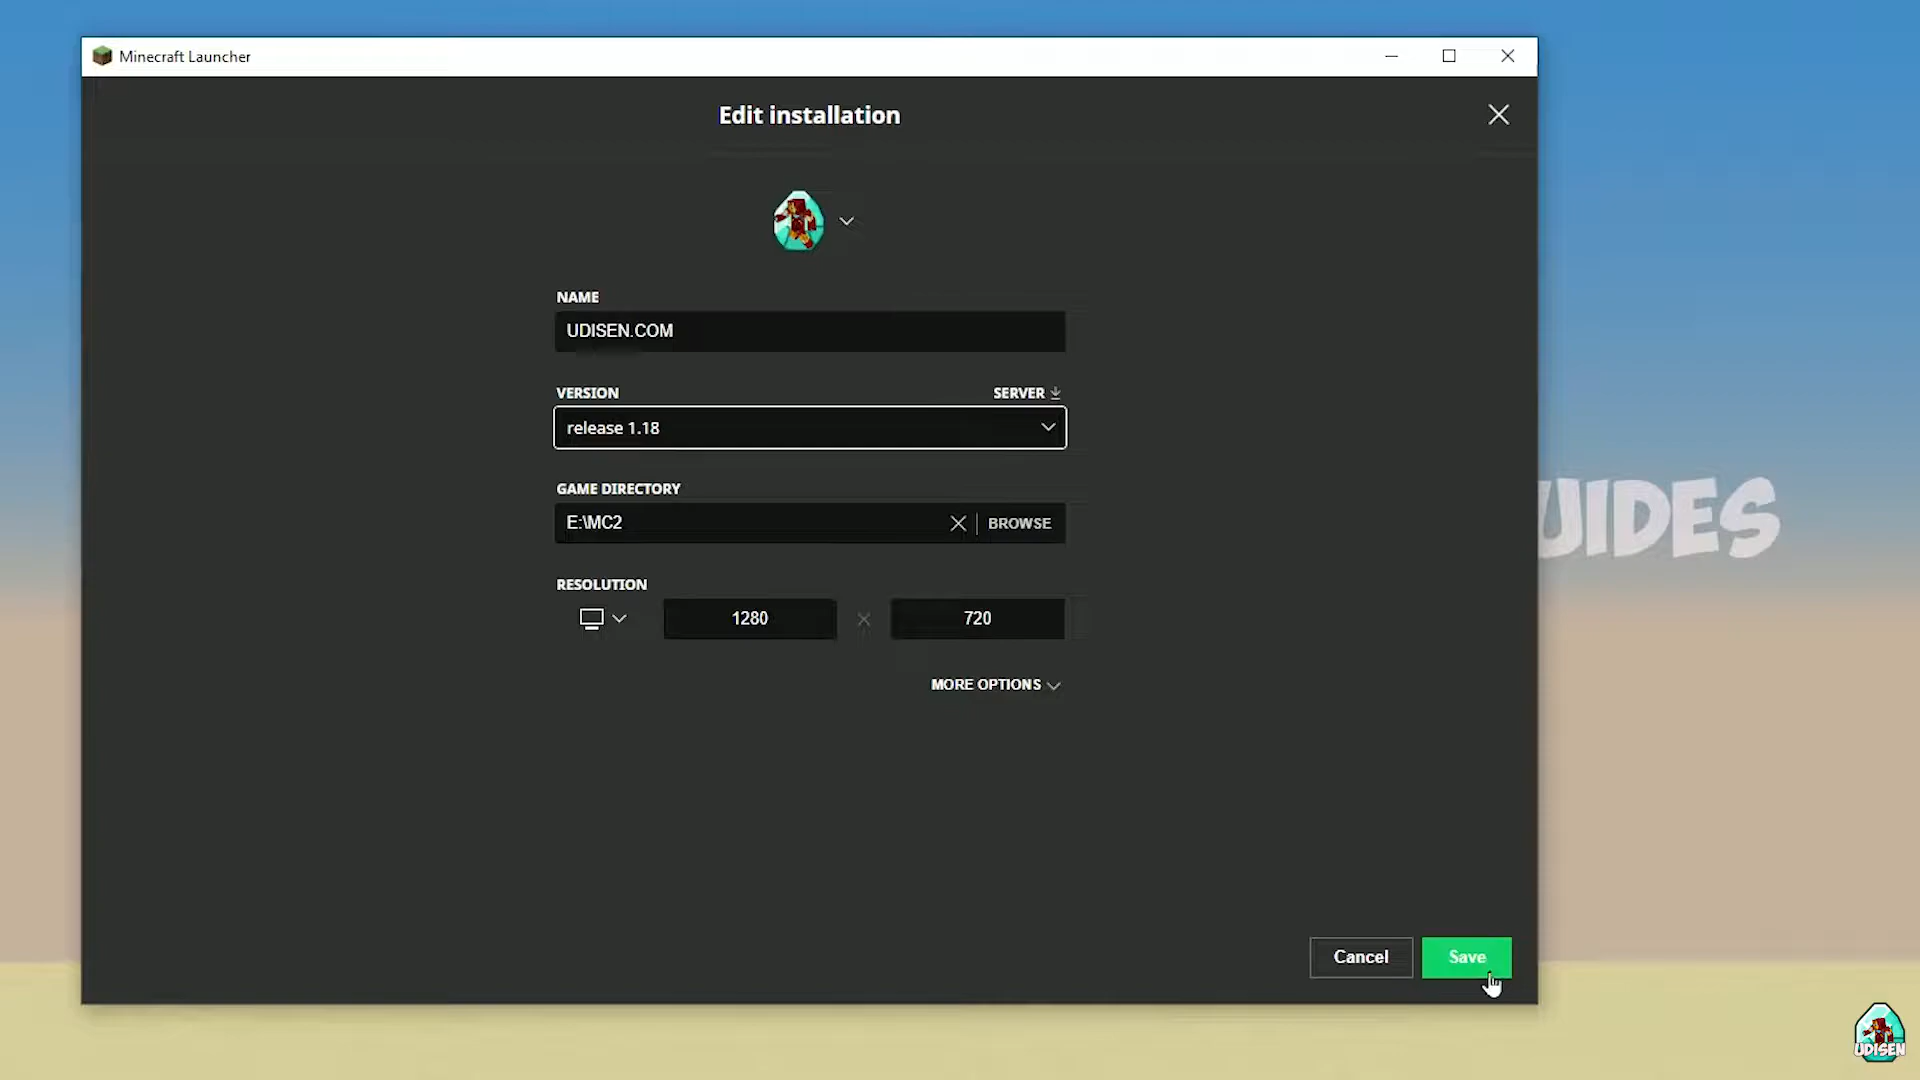 Minecraft Launcher
Edit installation
NAME
UDISEN.COM
VERSION
SERVER
release 1.18
GAME DIRECTORY
E:\MC2
BROWSE
RESOLUTION
1280
720
MORE OPTIONS
Cancel
Save
UIDES
UDISEN